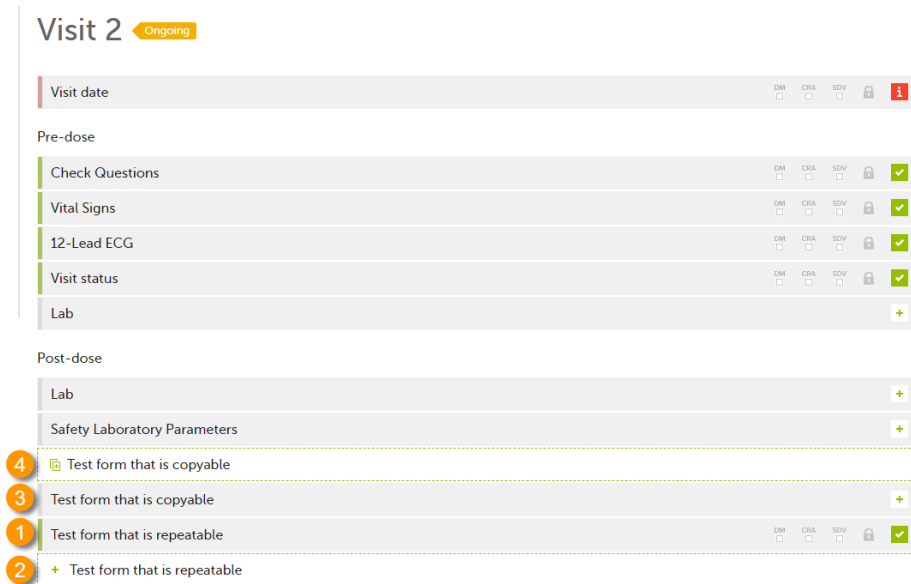 Visit 2 Ongoing
Visit date DM CRA SDV i
Pre-dose
Check Questions DM CRA SDV
Vital Signs DM CRA SDV
12-Lead ECG DM CRA SDV
Visit status DM CRA SDV
Lab +
Post-dose
Lab +
Safety Laboratory Parameters +
4 Test form that is copyable
3 Test form that is copyable +
1 Test form that is repeatable DM CRA SDV
2 + Test form that is repeatable